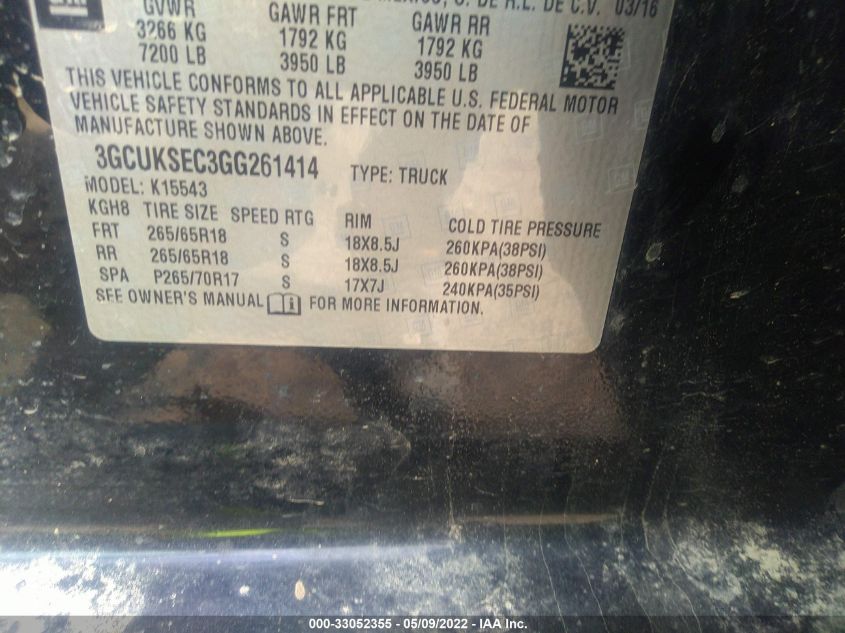 GM
MEXICO, S. DE R.L. DE C.V. 03/16
GVWR GAWR FRT GAWR RR
3266 KG 1792 KG 1792 KG
7200 LB 3950 LB 3950 LB
THIS VEHICLE CONFORMS TO ALL APPLICABLE U.S. FEDERAL MOTOR
VEHICLE SAFETY STANDARDS IN EFFECT ON THE DATE OF
MANUFACTURE SHOWN ABOVE.
3GCUKSEC3GG261414 TYPE: TRUCK
MODEL: K15543
KGH8 TIRE SIZE SPEED RTG RIM COLD TIRE PRESSURE
FRT 265/65R18 S 18X8.5J 260KPA(38PSI)
RR 265/65R18 S 18X8.5J 260KPA(38PSI)
SPA P265/70R17 S 17X7J 240KPA(35PSI)
SEE OWNER'S MANUAL FOR MORE INFORMATION.
000-33052355 - 05/09/2022 - IAA Inc.